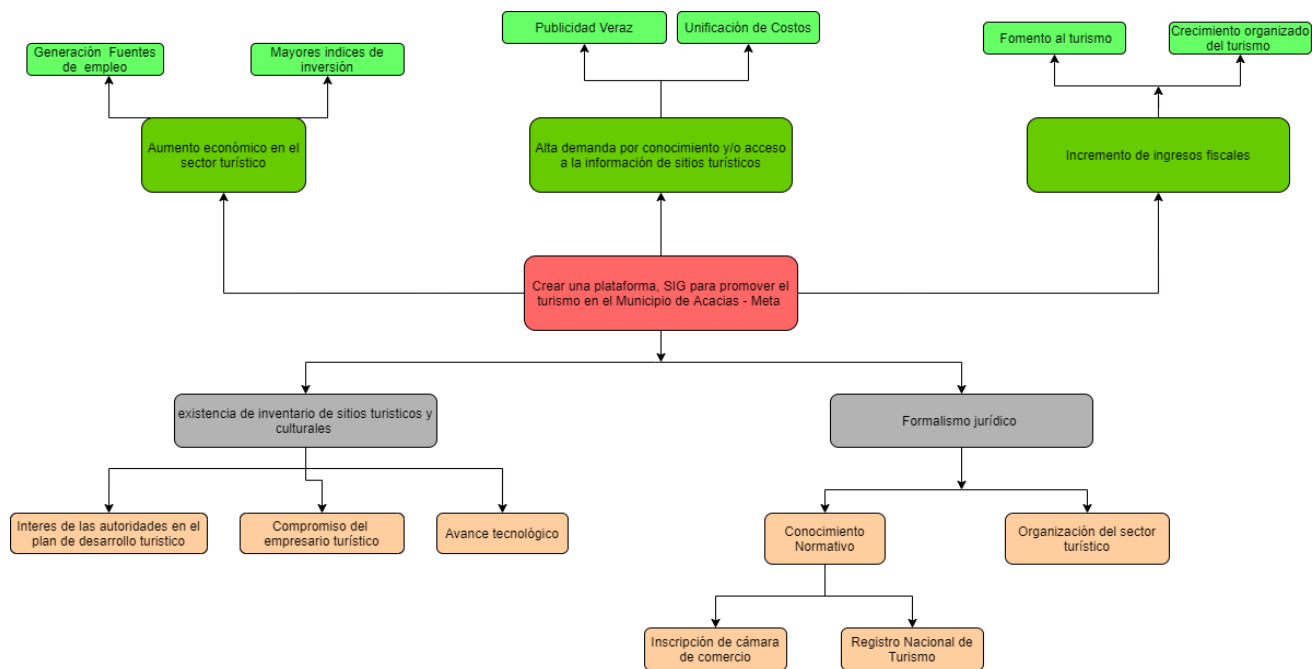 Publicidad Veraz
Unificación de Costos
Generación  Fuentes
de  empleo
Mayores indices de
inversión
Fomento al turismo
Crecimiento organizado
del turismo
Aumento económico en el
sector turístico
Alta demanda por conocimiento y/o acceso
a la información de sitios turísticos
Incremento de ingresos fiscales
Crear una plataforma, SIG para promover el
turismo en el Municipio de Acacias - Meta
existencia de inventario de sitios turisticos y
culturales
Formalismo jurídico
Interes de las autoridades en el
plan de desarrollo turistico
Compromiso del
empresario turístico
Avance tecnológico
Conocimiento
Normativo
Organización del sector
turístico
Inscripción de cámara
de comercio
Registro Nacional de
Turismo